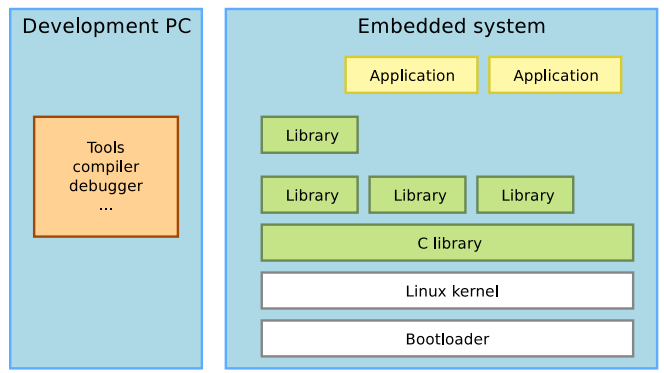 Development PC
Tools
compiler
debugger
...
Embedded system
Application
Application
Library
Library
Library
Library
C library
Linux kernel
Bootloader